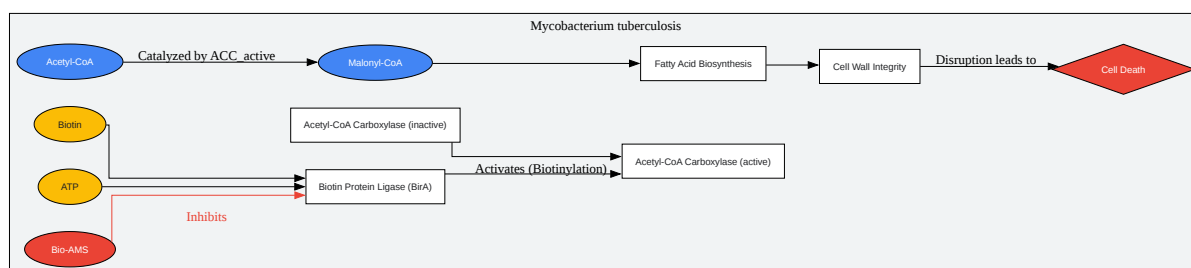 Mycobacterium tuberculosis
Acetyl-CoA
Catalyzed by ACC_active
Malonyl-CoA
Fatty Acid Biosynthesis
Cell Wall Integrity
Disruption leads to
Cell Death
Biotin
Acetyl-CoA Carboxylase (inactive)
Activates (Biotinylation)
Acetyl-CoA Carboxylase (active)
ATP
Biotin Protein Ligase (BirA)
Inhibits
Bio-AMS